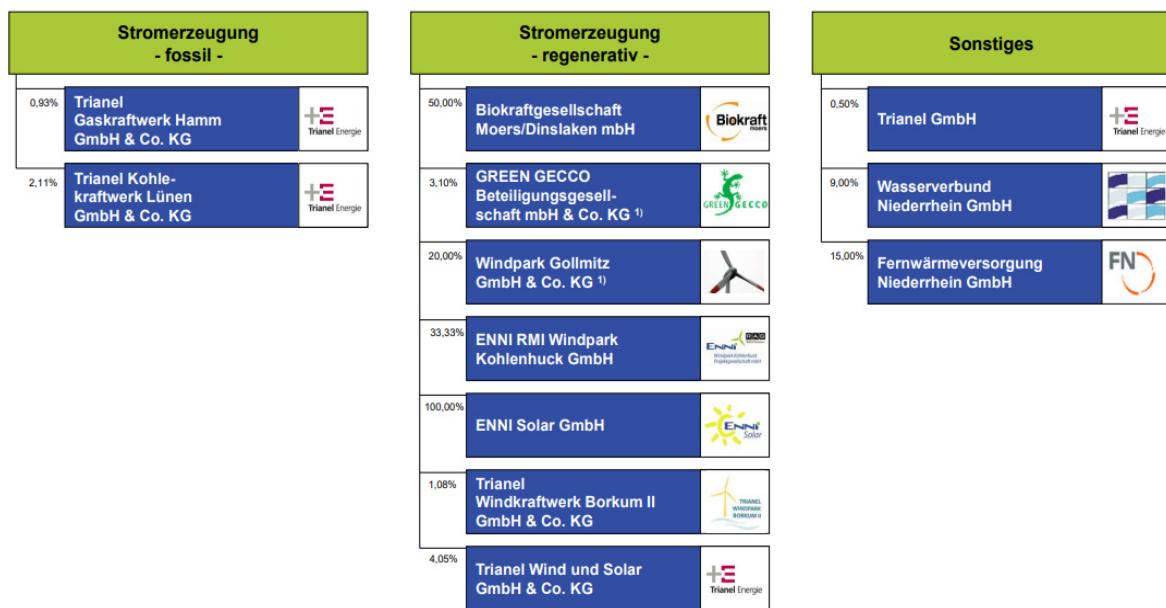 Stromerzeugung
- fossil -
0,93%
Trianel
Gaskraftwerk Hamm
GmbH & Co. KG
Trianel Energie
2,11%
Trianel Kohle-
kraftwerk Lünen
GmbH & Co. KG
Trianel Energie
Stromerzeugung
- regenerativ -
50,00%
Biokraftgesellschaft
Moers/Dinslaken mbH
Biokraft
moers
3,10%
GREEN GECCO
Beteiligungsgesell-
schaft mbH & Co. KG 1)
GREEN GECCO
20,00%
Windpark Gollmitz
GmbH & Co. KG 1)
33,33%
ENNI RMI Windpark
Kohlenhuck GmbH
ENNI
RAG
Windpark Kohlenhuck
Projektgesellschaft mbH
100,00%
ENNI Solar GmbH
ENNI
Solar
1,08%
Trianel
Windkraftwerk Borkum II
GmbH & Co. KG
TRIANEL
WINDPARK
BORKUM II
4,05%
Trianel Wind und Solar
GmbH & Co. KG
Trianel Energie
Sonstiges
0,50%
Trianel GmbH
Trianel Energie
9,00%
Wasserverbund
Niederrhein GmbH
15,00%
Fernwärmeversorgung
Niederrhein GmbH
FN